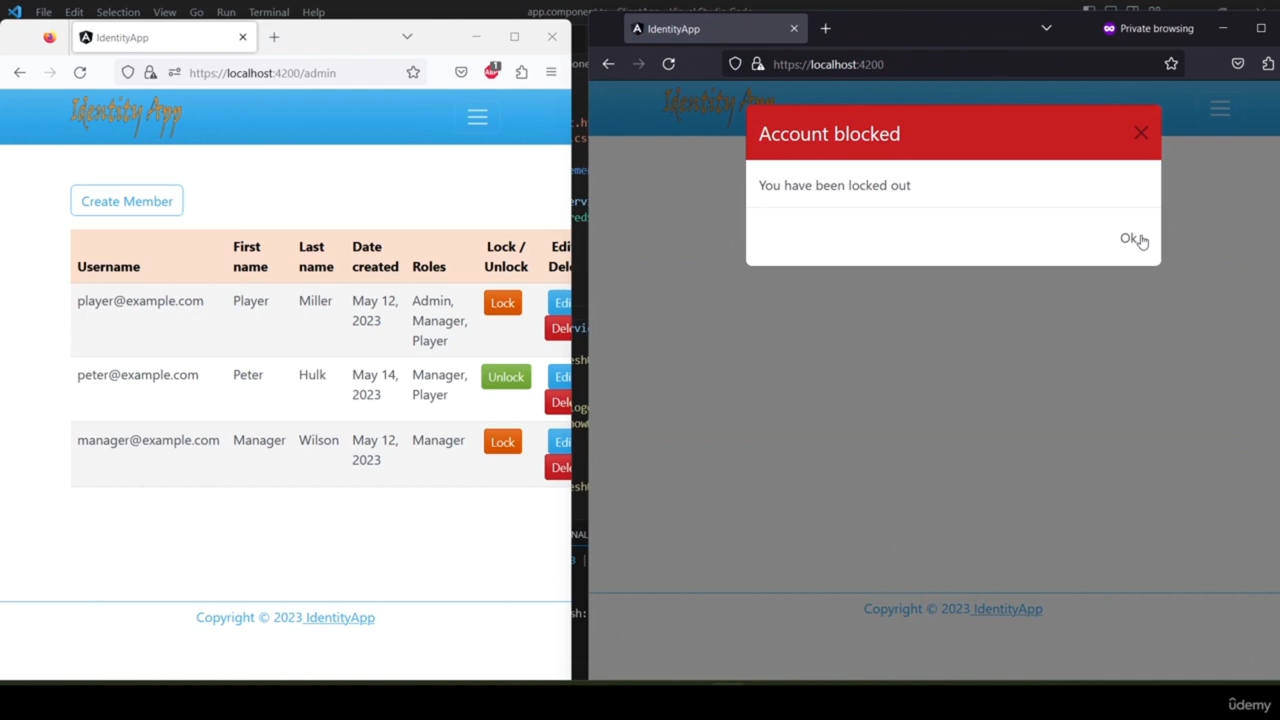 File Edit Selection View Go Run Terminal Help
IdentityApp
https://localhost:4200/admin
1
Identity App
Create Member
Username First name Last name Date created Roles Lock / Unlock
player@example.com Player Miller May 12, 2023 Admin, Manager, Player Lock
peter@example.com Peter Hulk May 14, 2023 Manager, Player Unlock
manager@example.com Manager Wilson May 12, 2023 Manager Lock
Copyright © 2023 IdentityApp
IdentityApp
Private browsing
https://localhost:4200
Identity App
Account blocked
You have been locked out
Ok
Copyright © 2023 IdentityApp
ûdemy